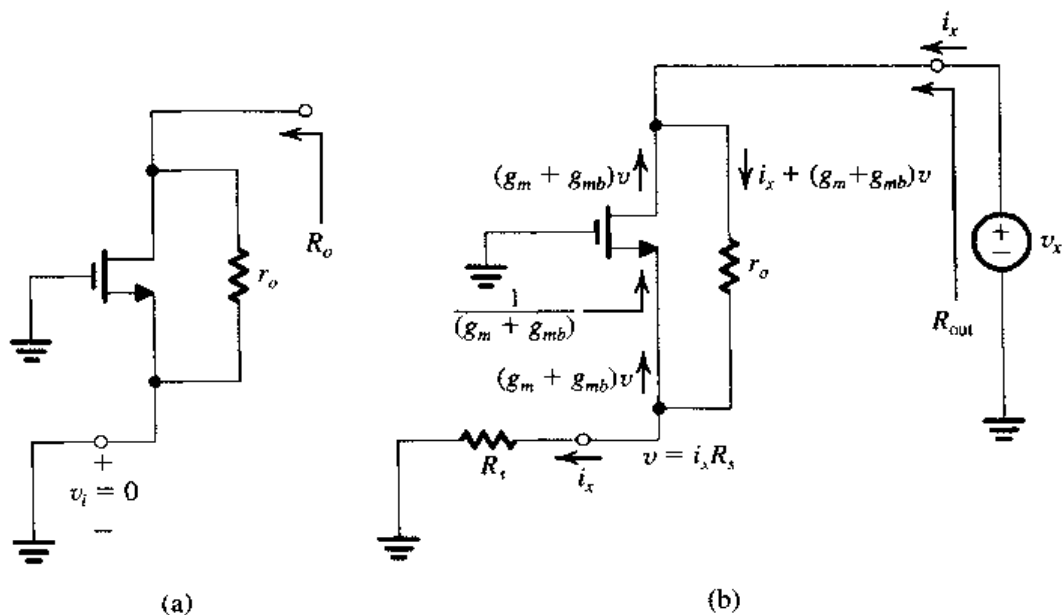 R_o
r_o
+
v_i = 0
−
(a)
i_x
(g_m + g_mb)v
i_x + (g_m+g_mb)v
r_o
1
(g_m + g_mb)
R_out
+
−
v_x
(g_m + g_mb)v
R_s
i_x
v = i_x R_s
(b)